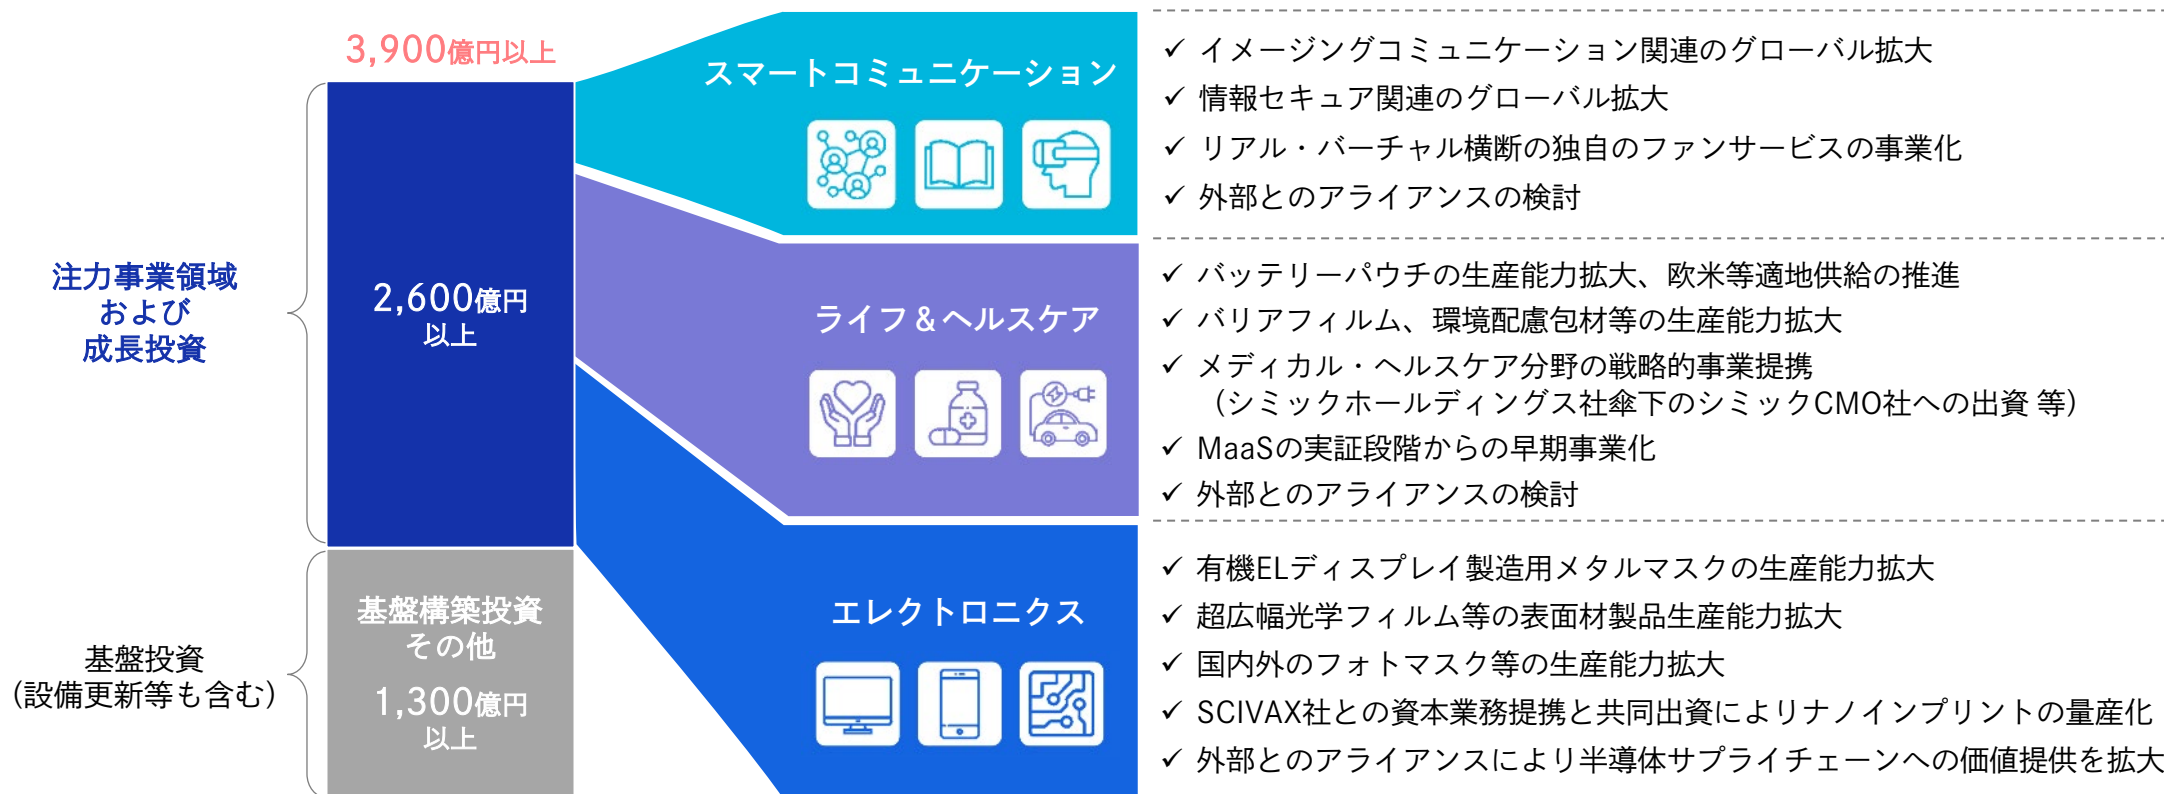 3,900億円以上
注力事業領域
および
成長投資
2,600億円
以上
基盤投資
(設備更新等も含む)
基盤構築投資
その他
1,300億円
以上
スマートコミュニケーション
✓ イメージングコミュニケーション関連のグローバル拡大
✓ 情報セキュア関連のグローバル拡大
✓ リアル・バーチャル横断の独自のファンサービスの事業化
✓ 外部とのアライアンスの検討
ライフ&ヘルスケア
✓ バッテリーパウチの生産能力拡大、欧米等適地供給の推進
✓ バリアフィルム、環境配慮包材等の生産能力拡大
✓ メディカル・ヘルスケア分野の戦略的事業提携
(シミックホールディングス社傘下のシミックCMO社への出資 等)
✓ MaaSの実証段階からの早期事業化
✓ 外部とのアライアンスの検討
エレクトロニクス
✓ 有機ELディスプレイ製造用メタルマスクの生産能力拡大
✓ 超広幅光学フィルム等の表面材製品生産能力拡大
✓ 国内外のフォトマスク等の生産能力拡大
✓ SCIVAX社との資本業務提携と共同出資によりナノインプリントの量産化
✓ 外部とのアライアンスにより半導体サプライチェーンへの価値提供を拡大